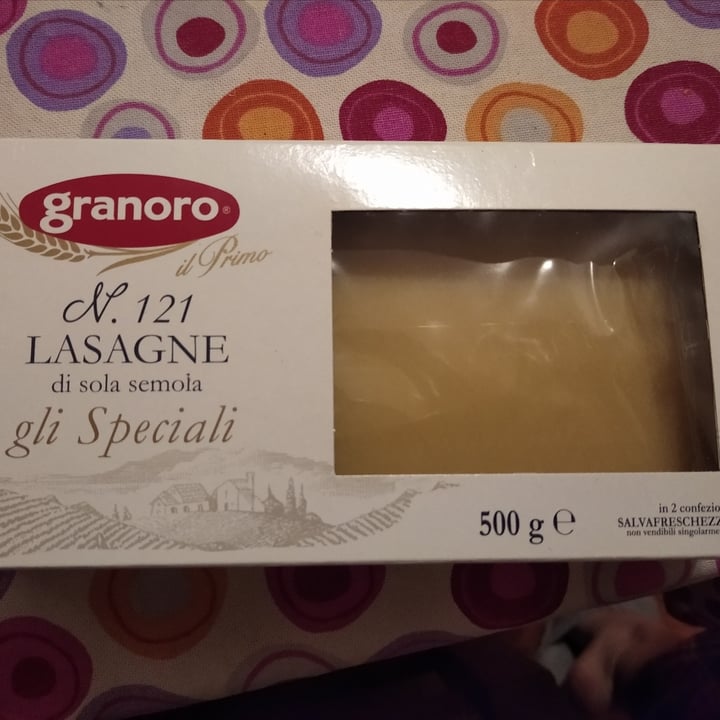 granoro®
il Primo
N. 121
LASAGNE
di sola semola
gli Speciali
500 g e
in 2 confezio
SALVAFRESCHEZZ
non vendibili singolarme